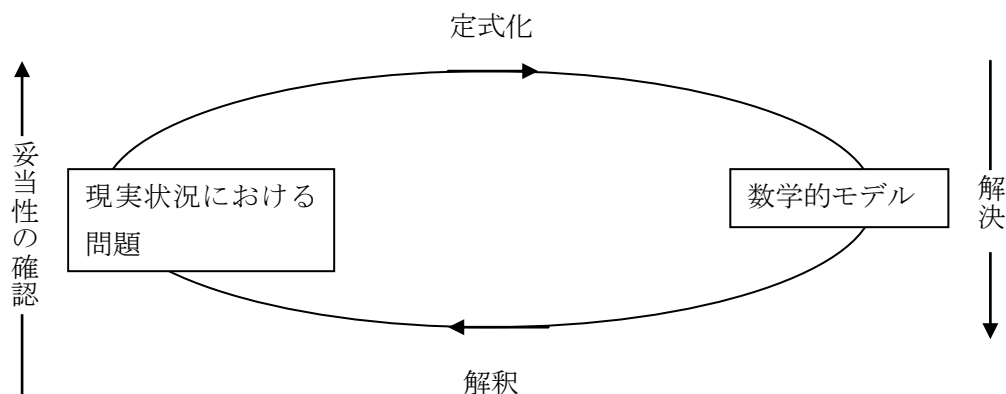 定式化
妥当性の確認
現実状況における
問題
数学的モデル
解決
解釈